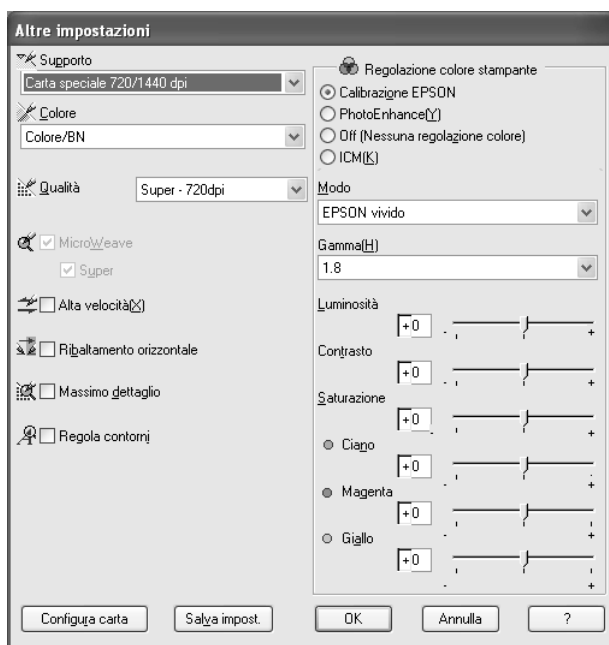 Altre impostazioni
Supporto
Carta speciale 720/1440 dpi
Colore
Colore/BN
Qualità
Super - 720dpi
MicroWeave
Super
Alta velocità(X)
Ribaltamento orizzontale
Massimo dettaglio
Regola contorni
Regolazione colore stampante
Calibrazione EPSON
PhotoEnhance(Y)
Off (Nessuna regolazione colore)
ICM(K)
Modo
EPSON vivido
Gamma(H)
1.8
Luminosità
+0
- +
Contrasto
+0
- +
Saturazione
+0
- +
Ciano
+0
- +
Magenta
+0
- +
Giallo
+0
- +
Configura carta
Salva impost.
OK
Annulla
?